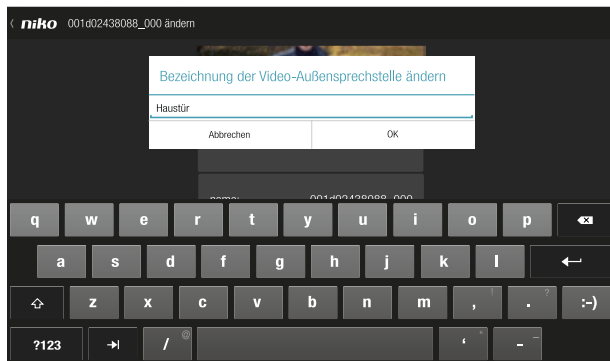 niko 001d02438088_000 ändern
Bezeichnung der Video-Außensprechstelle ändern
Haustür
Abbrechen OK
name: 001d02438088_000
q w e r t y u i o p
a s d f g h j k l
z x c v b n m , ! . ? :-)
?123 / @ ‘ " - _